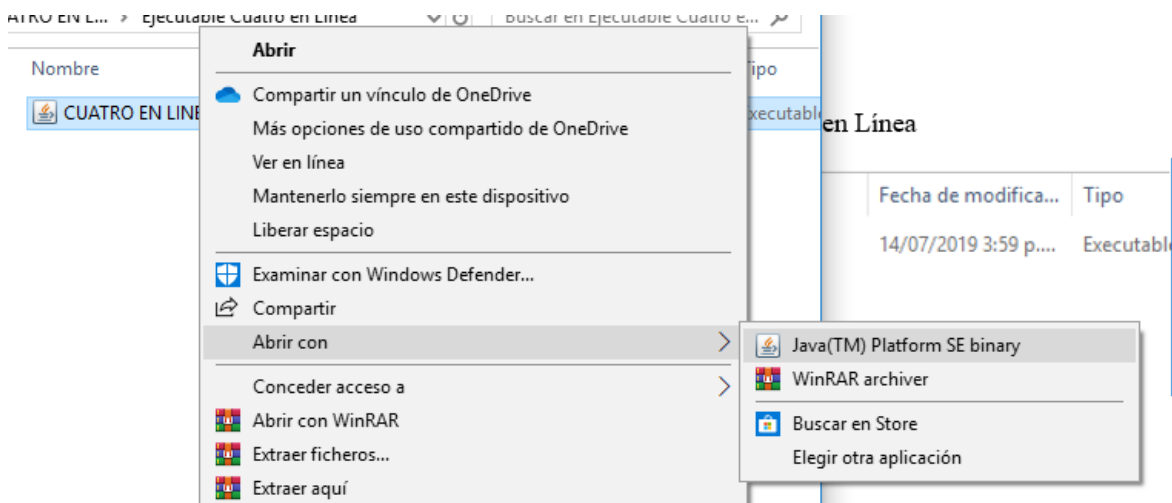 Ejecutable Cuatro en Línea
Buscar en Ejecutable Cuatro e...
Nombre
Tipo
CUATRO EN LINE
Abrir
Compartir un vínculo de OneDrive
Más opciones de uso compartido de OneDrive
Ver en línea
Mantenerlo siempre en este dispositivo
Liberar espacio
Examinar con Windows Defender...
Compartir
Abrir con
Conceder acceso a
Abrir con WinRAR
Extraer ficheros...
Extraer aquí
Java(TM) Platform SE binary
WinRAR archiver
Buscar en Store
Elegir otra aplicación
en Línea
Fecha de modifica...
Tipo
14/07/2019 3:59 p....
Executabl